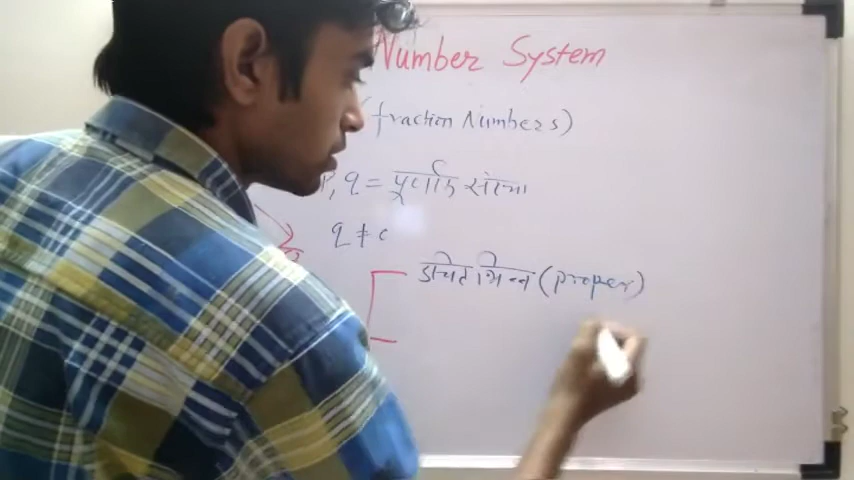 Number System
(fraction Numbers)
P, q = पूर्णांक संख्या
q ≠ 0
उचित भिन्न (proper)